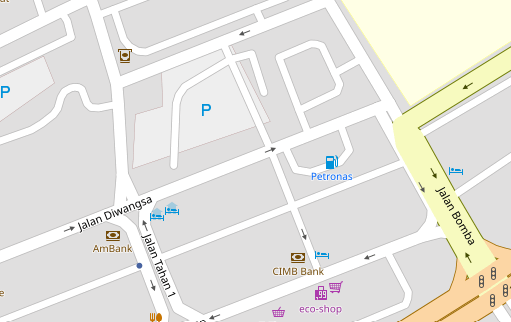 P
P
Petronas
Jalan Diwangsa
Jalan Bomba
AmBank
Jalan Tahan 1
CIMB Bank
eco-shop